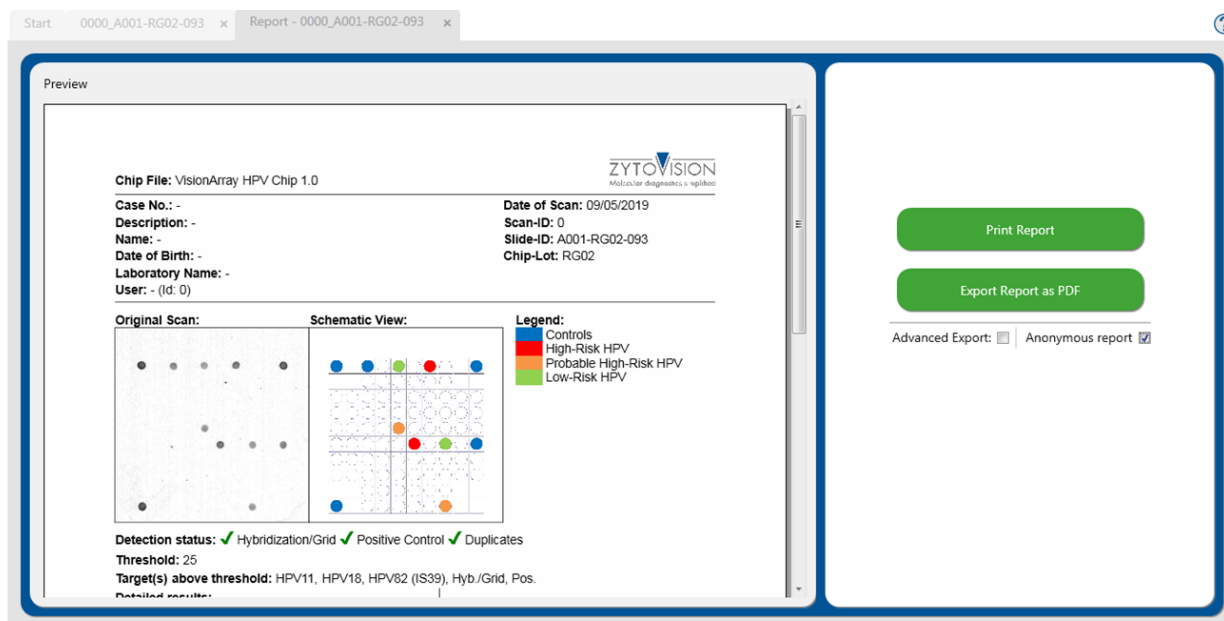 Start
0000_A001-RG02-093 ×
Report - 0000_A001-RG02-093 ×
?
Preview
ZYTOVISION
Molecular diagnostics simplified
Chip File: VisionArray HPV Chip 1.0
Case No.: -
Description: -
Name: -
Date of Birth: -
Laboratory Name: -
User: - (Id: 0)
Date of Scan: 09/05/2019
Scan-ID: 0
Slide-ID: A001-RG02-093
Chip-Lot: RG02
Original Scan:
Schematic View:
Legend:
Controls
High-Risk HPV
Probable High-Risk HPV
Low-Risk HPV
Detection status: ✓ Hybridization/Grid ✓ Positive Control ✓ Duplicates
Threshold: 25
Target(s) above threshold: HPV11, HPV18, HPV82 (IS39), Hyb./Grid, Pos.
Detailed results:
Print Report
Export Report as PDF
Advanced Export:
Anonymous report